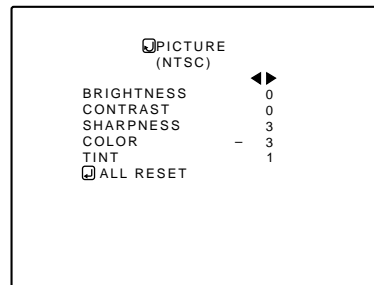 PICTURE
(NTSC)
BRIGHTNESS 0
CONTRAST 0
SHARPNESS 3
COLOR – 3
TINT 1
ALL RESET